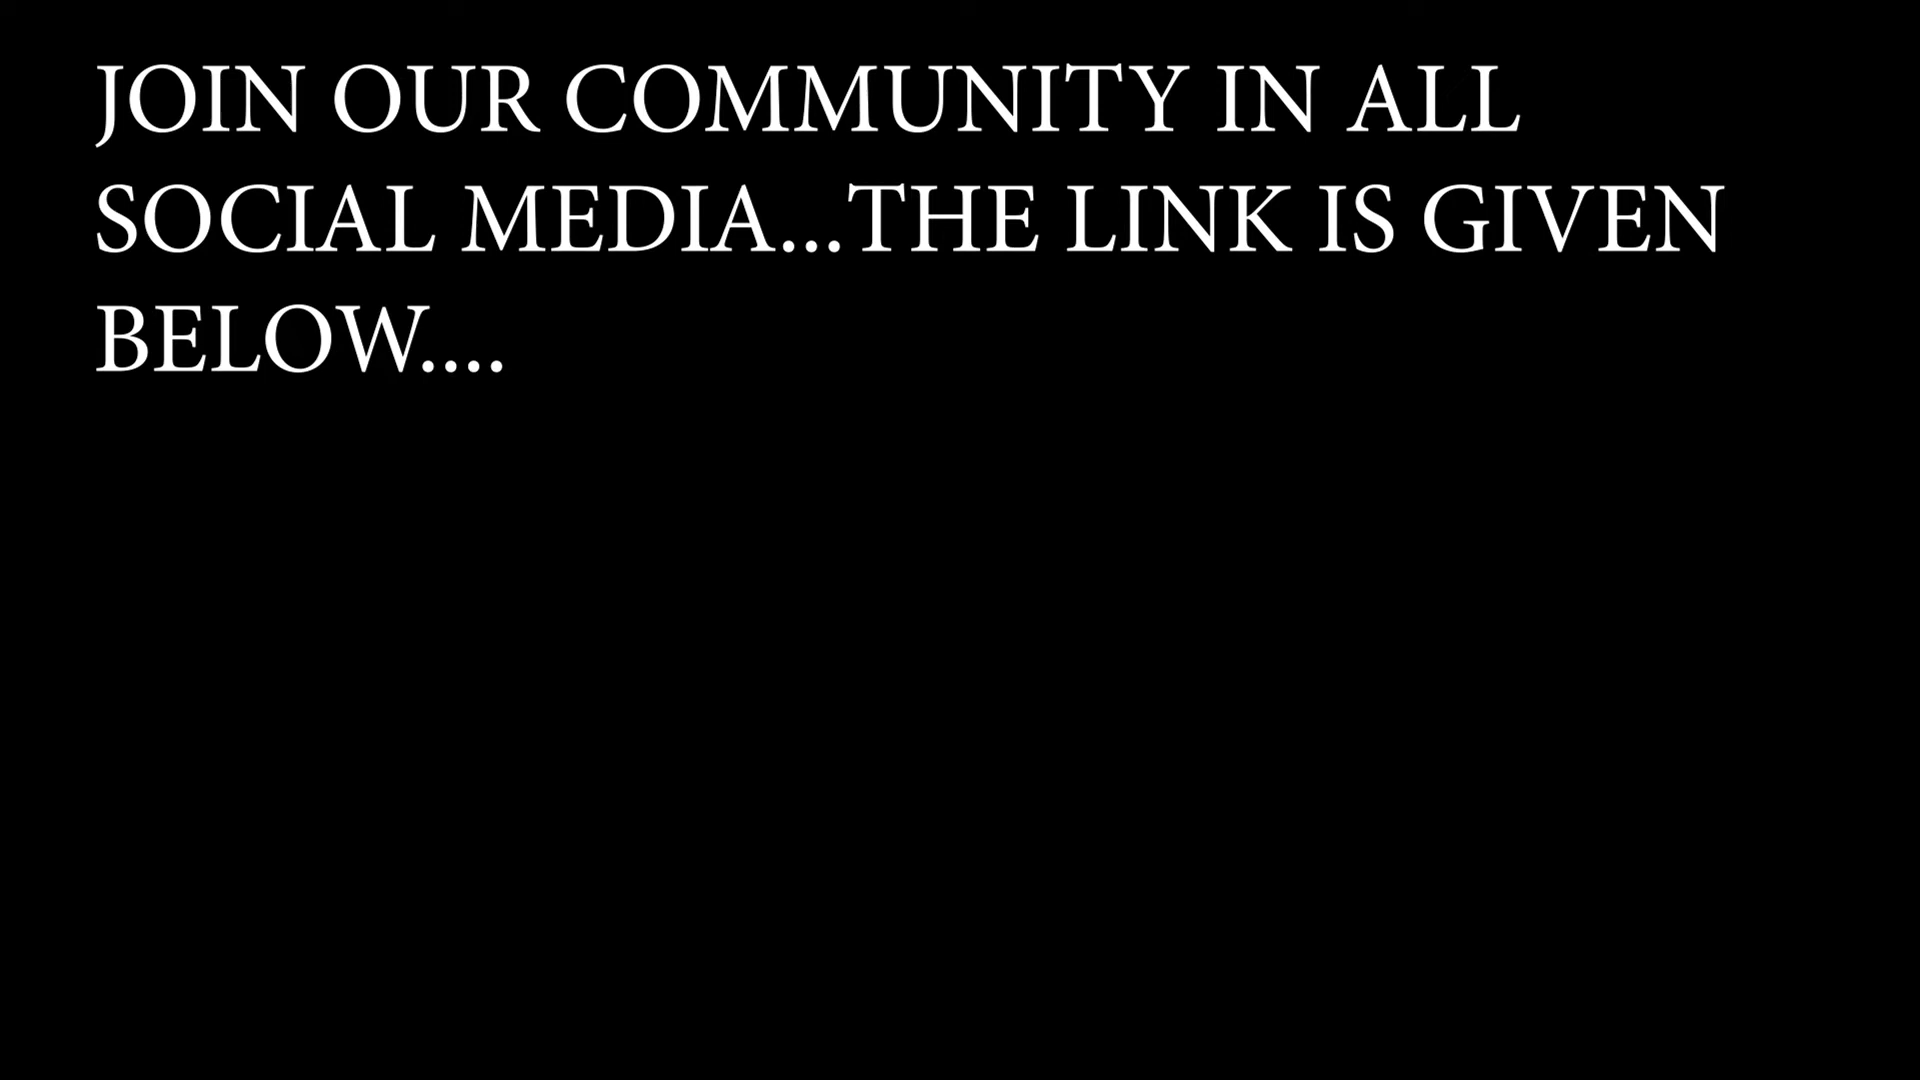 JOIN OUR COMMUNITY IN ALL
SOCIAL MEDIA...THE LINK IS GIVEN
BELOW....